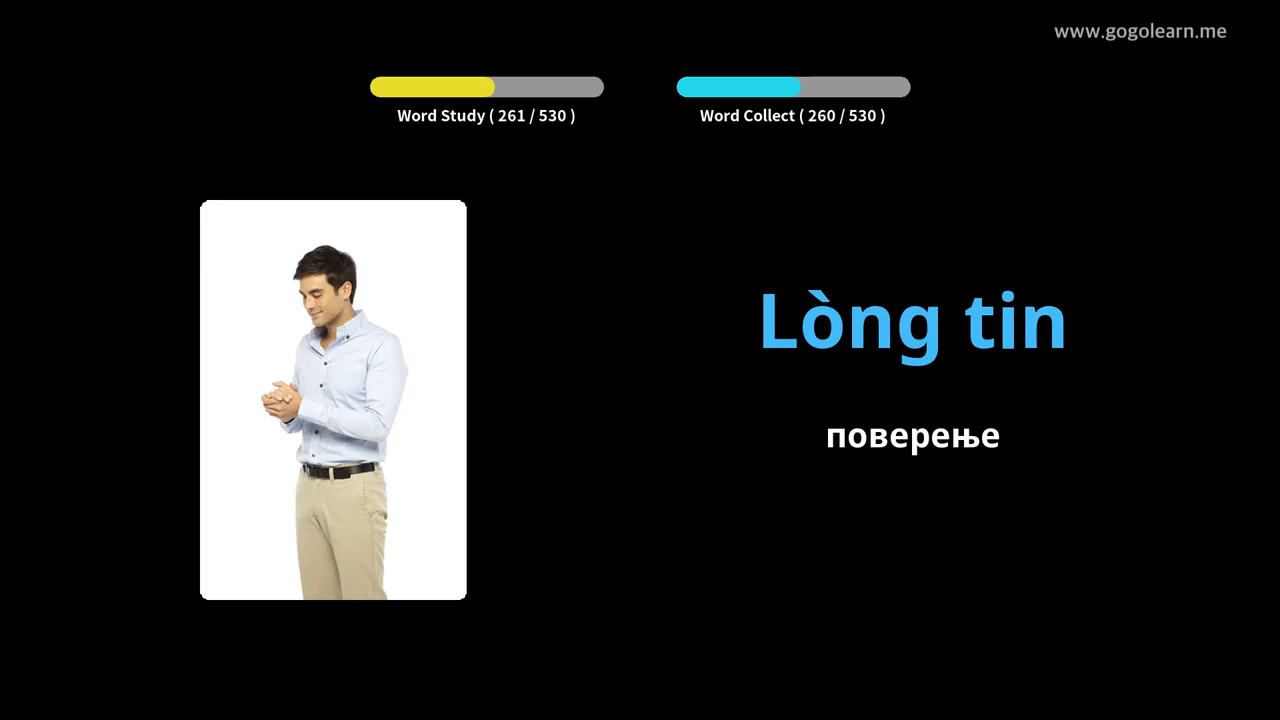 www.gogolearn.me
Word Study ( 261 / 530 )
Word Collect ( 260 / 530 )
Lòng tin
поверење